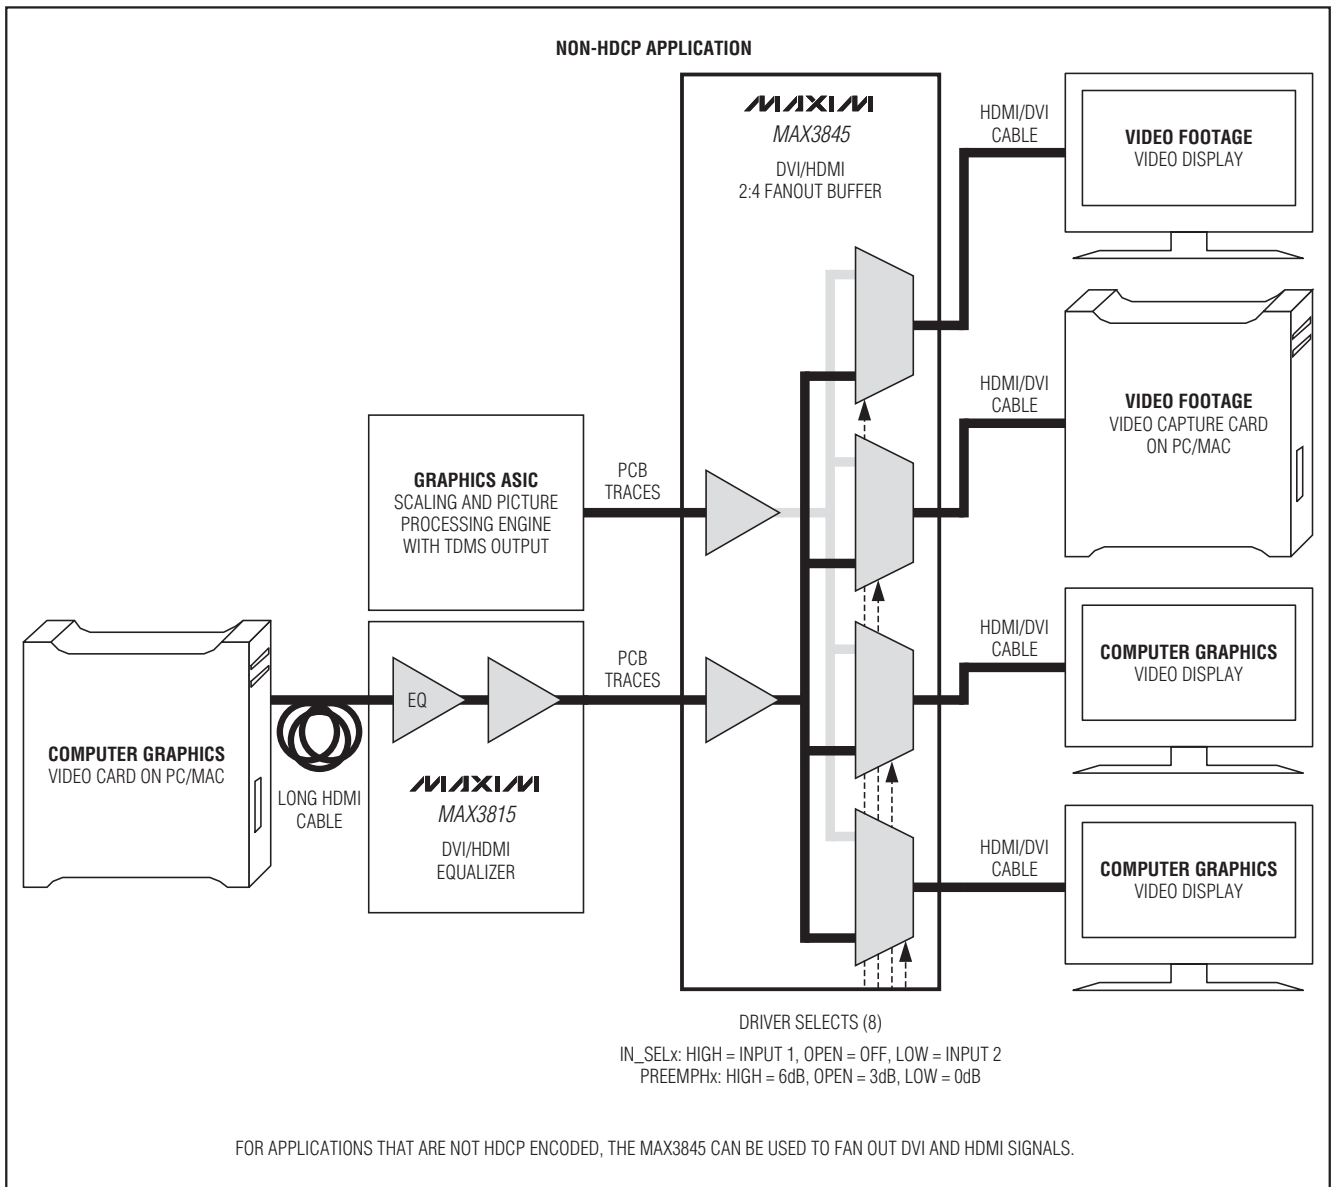 NON-HDCP APPLICATION
MAXIM
MAX3845
DVI/HDMI
2:4 FANOUT BUFFER
HDMI/DVI
CABLE
VIDEO FOOTAGE
VIDEO DISPLAY
HDMI/DVI
CABLE
VIDEO FOOTAGE
VIDEO CAPTURE CARD
ON PC/MAC
GRAPHICS ASIC
SCALING AND PICTURE
PROCESSING ENGINE
WITH TDMS OUTPUT
PCB
TRACES
HDMI/DVI
CABLE
COMPUTER GRAPHICS
VIDEO DISPLAY
PCB
TRACES
EQ
COMPUTER GRAPHICS
VIDEO CARD ON PC/MAC
LONG HDMI
CABLE
MAXIM
MAX3815
DVI/HDMI
EQUALIZER
HDMI/DVI
CABLE
COMPUTER GRAPHICS
VIDEO DISPLAY
DRIVER SELECTS (8)
IN_SELx: HIGH = INPUT 1, OPEN = OFF, LOW = INPUT 2
PREEMPHx: HIGH = 6dB, OPEN = 3dB, LOW = 0dB
FOR APPLICATIONS THAT ARE NOT HDCP ENCODED, THE MAX3845 CAN BE USED TO FAN OUT DVI AND HDMI SIGNALS.